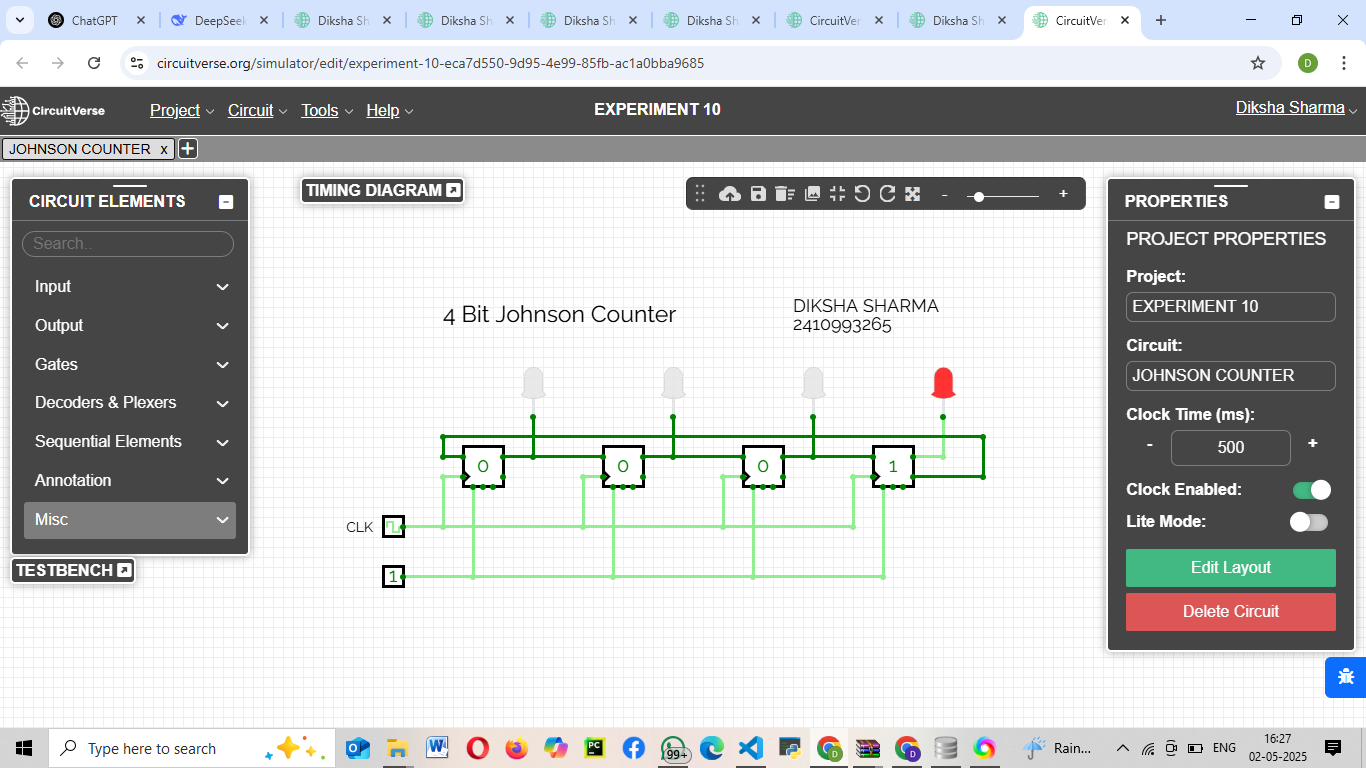 ChatGPT
DeepSeek
Diksha Sh
Diksha Sh
Diksha Sh
Diksha Sh
CircuitVer
Diksha Sh
CircuitVer
circuitverse.org/simulator/edit/experiment-10-eca7d550-9d95-4e99-85fb-ac1a0bba9685
D
CircuitVerse
Project
Circuit
Tools
Help
EXPERIMENT 10
Diksha Sharma
JOHNSON COUNTER x
CIRCUIT ELEMENTS
Search..
Input
Output
Gates
Decoders & Plexers
Sequential Elements
Annotation
Misc
TESTBENCH
TIMING DIAGRAM
- +
4 Bit Johnson Counter
DIKSHA SHARMA
2410993265
0 0 0 1
CLK
1
PROPERTIES
PROJECT PROPERTIES
Project:
EXPERIMENT 10
Circuit:
JOHNSON COUNTER
Clock Time (ms):
- 500 +
Clock Enabled:
Lite Mode:
Edit Layout
Delete Circuit
Type here to search
99+
Rain...
ENG
16:27
02-05-2025